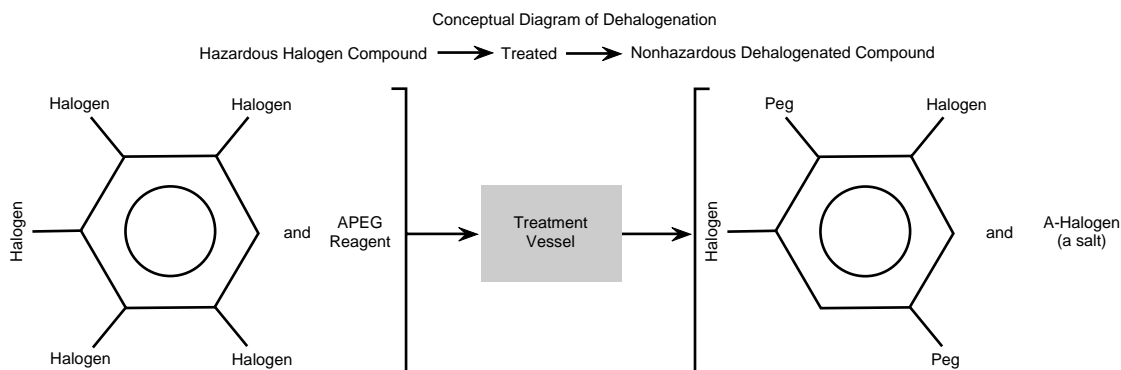 Conceptual Diagram of Dehalogenation
Hazardous Halogen Compound Treated Nonhazardous Dehalogenated Compound
Halogen Halogen
Halogen
Halogen Halogen
and
APEG
Reagent
Treatment
Vessel
Peg Halogen
Halogen
Peg
and
A-Halogen
(a salt)